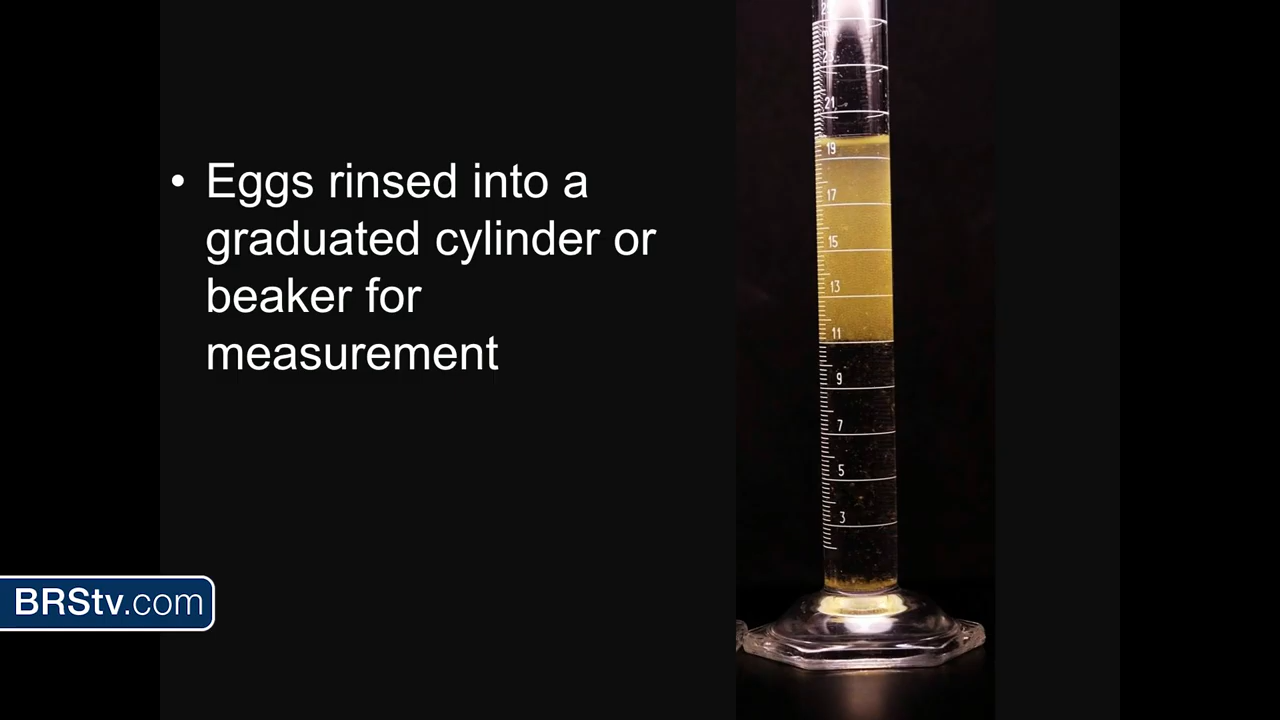 • Eggs rinsed into a
graduated cylinder or
beaker for
measurement
21
19
17
15
13
11
9
7
5
3
BRStv.com